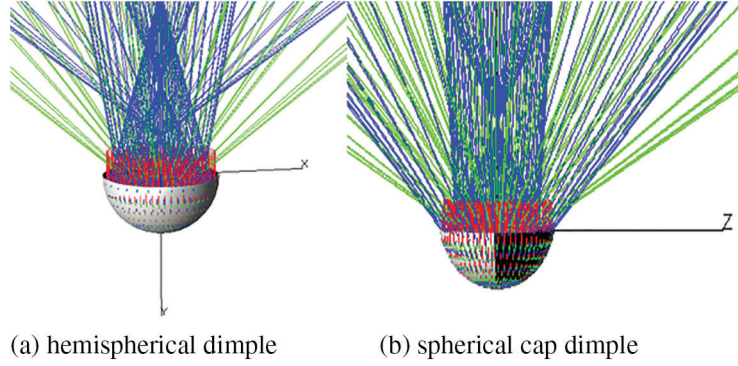 X
Z
Y
(a) hemispherical dimple
(b) spherical cap dimple